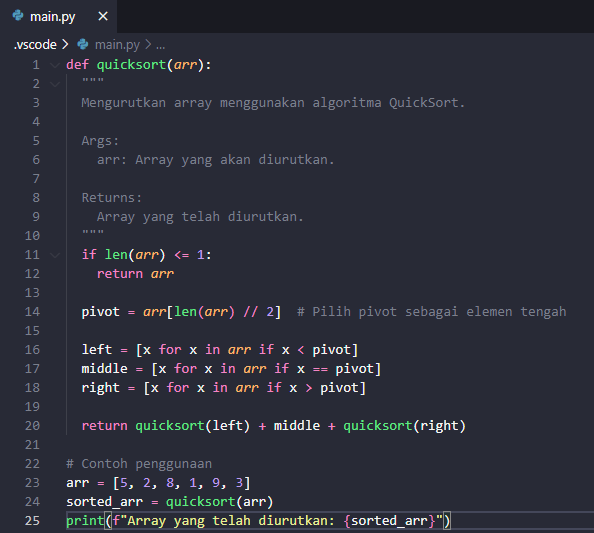 main.py ×
.vscode > main.py > ...
1 def quicksort(arr):
2   """
3   Mengurutkan array menggunakan algoritma QuickSort.
4
5   Args:
6     arr: Array yang akan diurutkan.
7
8   Returns:
9     Array yang telah diurutkan.
10   """
11   if len(arr) <= 1:
12     return arr
13
14   pivot = arr[len(arr) // 2]  # Pilih pivot sebagai elemen tengah
15
16   left = [x for x in arr if x < pivot]
17   middle = [x for x in arr if x == pivot]
18   right = [x for x in arr if x > pivot]
19
20   return quicksort(left) + middle + quicksort(right)
21
22 # Contoh penggunaan
23 arr = [5, 2, 8, 1, 9, 3]
24 sorted_arr = quicksort(arr)
25 print(f"Array yang telah diurutkan: {sorted_arr}")